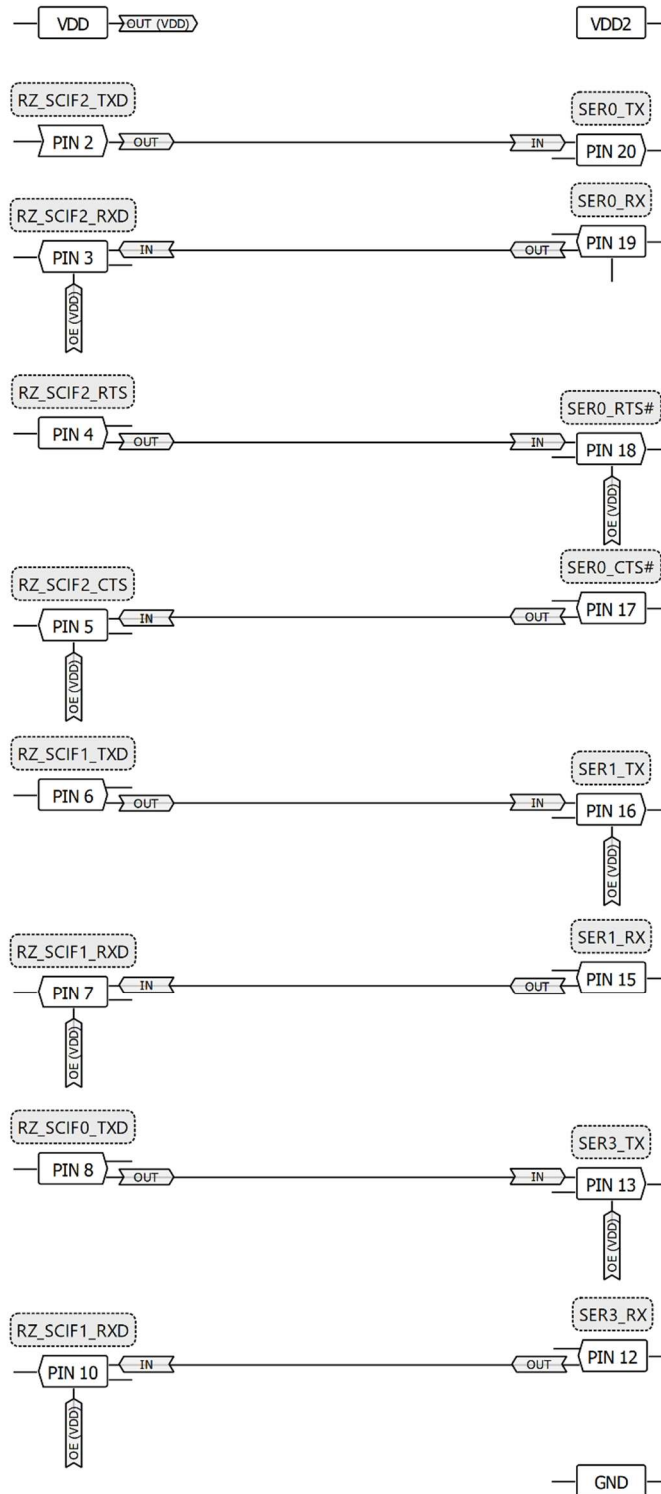 VDD OUT (VDD) VDD2
RZ_SCIF2_TXD SER0_TX
PIN 2 OUT IN PIN 20
RZ_SCIF2_RXD SER0_RX
PIN 3 IN OUT PIN 19
OE (VDD)
RZ_SCIF2_RTS SER0_RTS#
PIN 4 OUT IN PIN 18
OE (VDD)
RZ_SCIF2_CTS SER0_CTS#
PIN 5 IN OUT PIN 17
OE (VDD)
RZ_SCIF1_TXD SER1_TX
PIN 6 OUT IN PIN 16
OE (VDD)
RZ_SCIF1_RXD SER1_RX
PIN 7 IN OUT PIN 15
OE (VDD)
RZ_SCIF0_TXD SER3_TX
PIN 8 OUT IN PIN 13
OE (VDD)
RZ_SCIF1_RXD SER3_RX
PIN 10 IN OUT PIN 12
OE (VDD)
GND